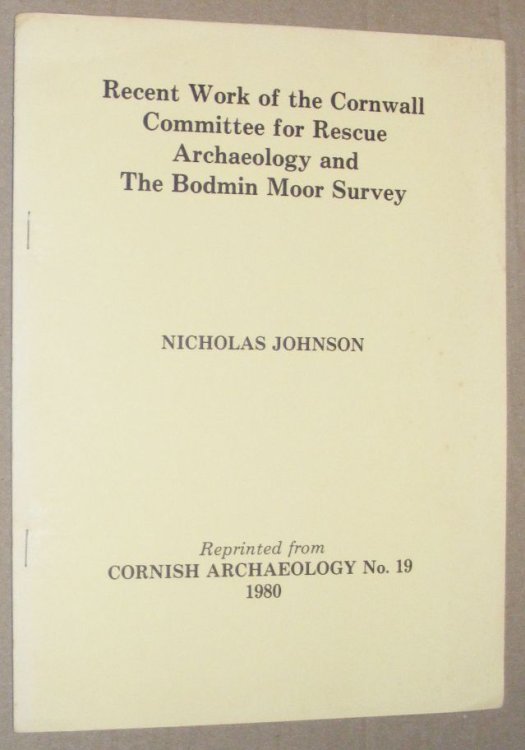 Recent Work of the Cornwall
Committee for Rescue
Archaeology and
The Bodmin Moor Survey
NICHOLAS JOHNSON
Reprinted from
CORNISH ARCHAEOLOGY No. 19
1980